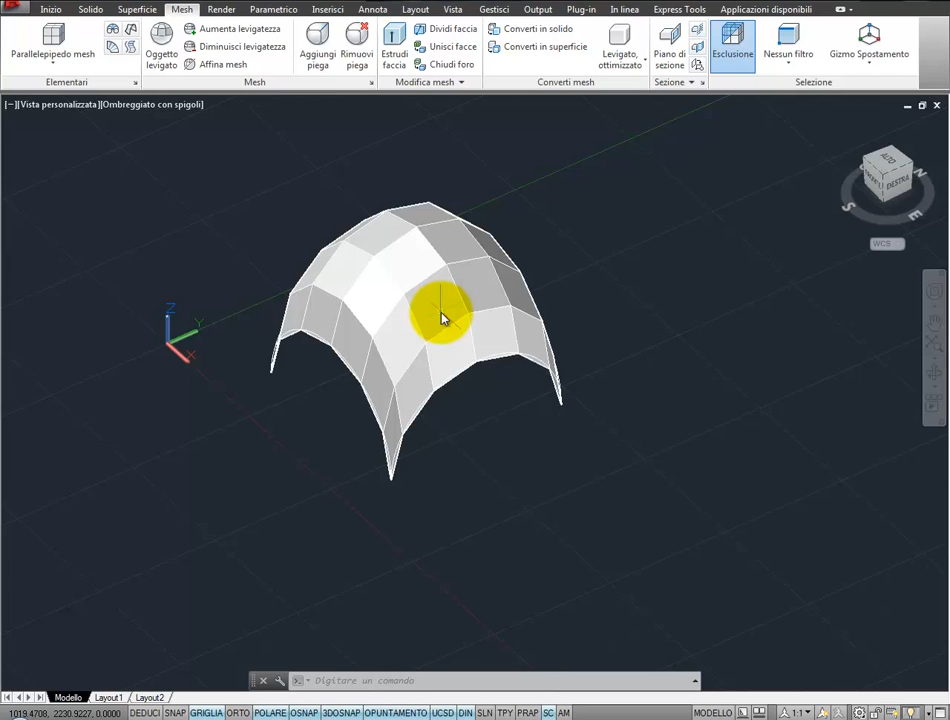 Inizio Solido Superficie Mesh Render Parametrico Inserisci Annota Layout Vista Gestisci Output Plug-in In linea Express Tools Applicazioni disponibili
Parallelepipedo mesh
Oggetto levigato
Aumenta levigatezza
Diminuisci levigatezza
Affina mesh
Aggiungi piega
Rimuovi piega
Estrudi faccia
Dividi faccia
Unisci facce
Chiudi foro
Converti in solido
Converti in superficie
Levigato, ottimizzato
Piano di sezione
Esclusione
Nessun filtro
Gizmo Spostamento
Elementari Mesh Modifica mesh Converti mesh Sezione Selezione
[−][Vista personalizzata][Ombreggiato con spigoli]
N
DESTRA
S
E
WCS
Z
Y
X
Digitare un comando
Modello Layout1 Layout2
1019.4708, 2230.9227, 0.0000 DEDUCI SNAP GRIGLIA ORTO POLARE OSNAP 3DOSNAP OPUNTAMENTO UCSD DIN SLN TPY PRAP SC AM MODELLO 1:1